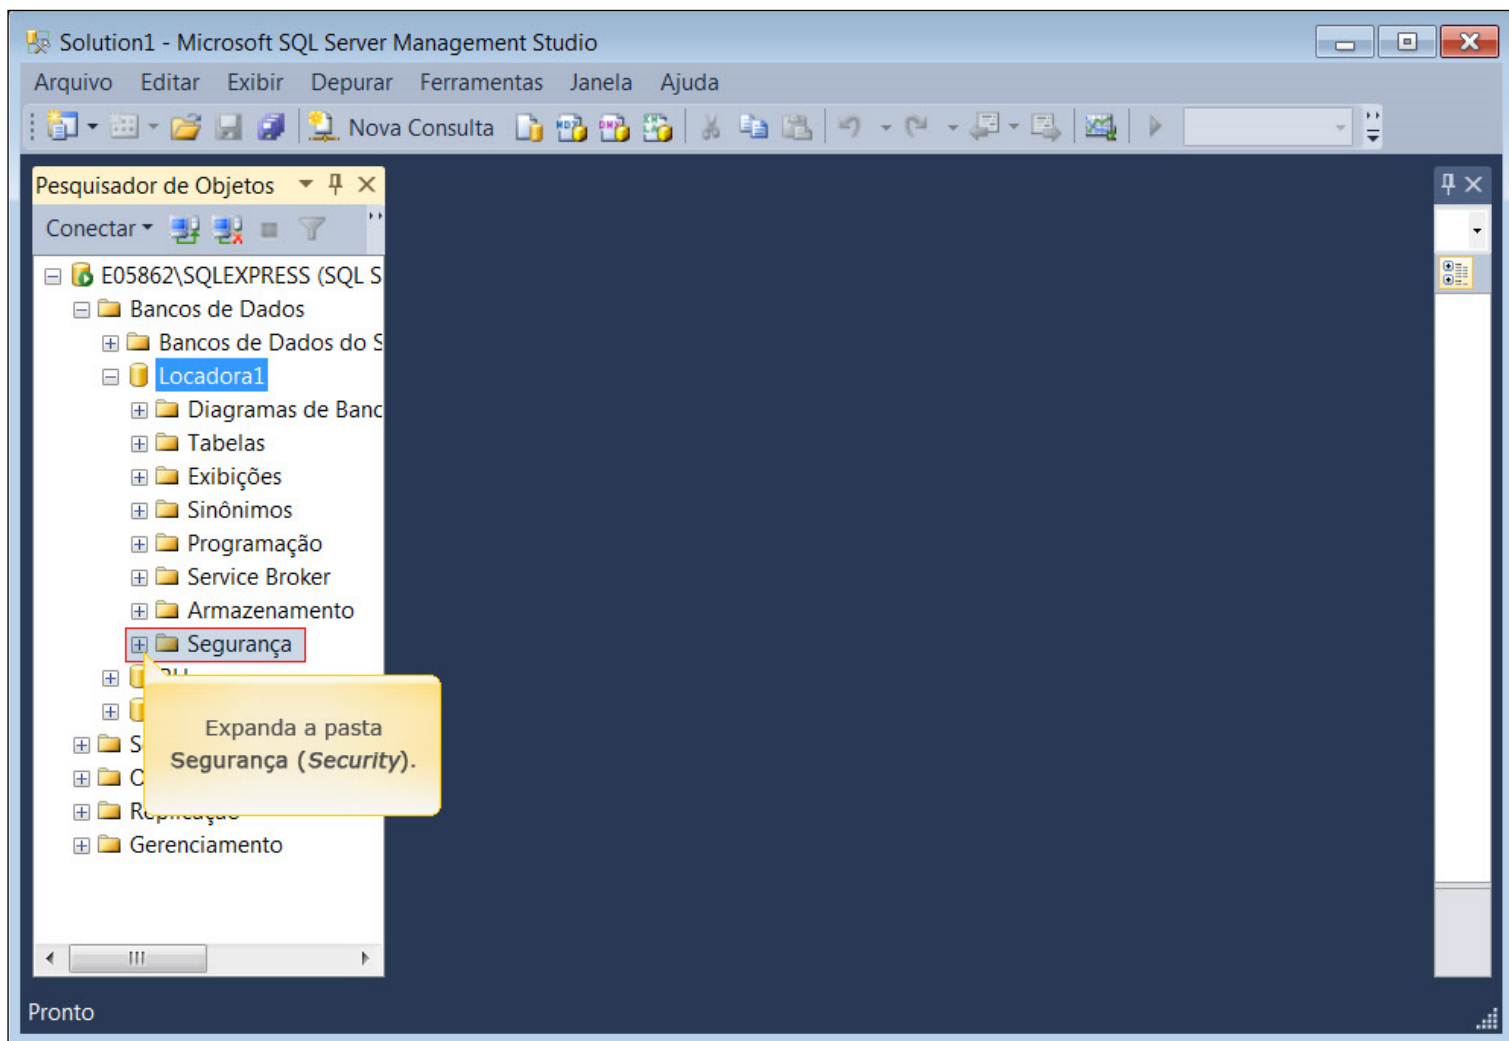 Solution1 - Microsoft SQL Server Management Studio
Arquivo Editar Exibir Depurar Ferramentas Janela Ajuda
Nova Consulta
Pesquisador de Objetos
Conectar
E05862\SQLEXPRESS (SQL S
Bancos de Dados
Bancos de Dados do S
Locadora1
Diagramas de Banc
Tabelas
Exibições
Sinônimos
Programação
Service Broker
Armazenamento
Segurança
Expanda a pasta
Segurança (Security).
Replicação
Gerenciamento
Pronto